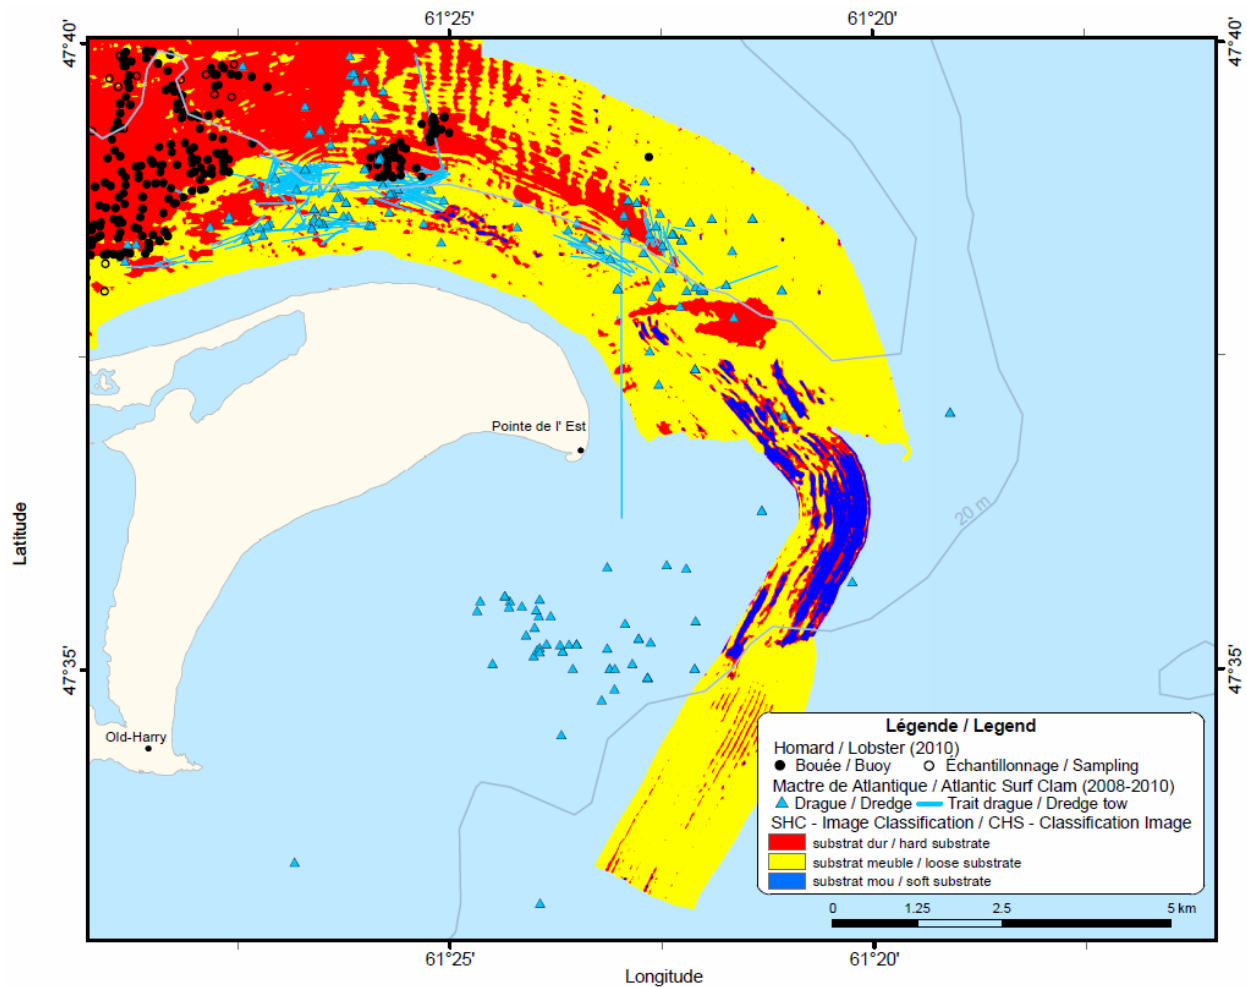 61°25' 61°20'
47°40' 47°40'
Pointe de l' Est
Latitude
20 m
47°35' 47°35'
Old-Harry
Légende / Legend
Homard / Lobster (2010)
Bouée / Buoy Échantillonnage / Sampling
Mactre de Atlantique / Atlantic Surf Clam (2008-2010)
Drague / Dredge Trait drague / Dredge tow
SHC - Image Classification / CHS - Classification Image
substrat dur / hard substrate
substrat meuble / loose substrate
substrat mou / soft substrate
0 1.25 2.5 5 km
61°25' 61°20'
Longitude